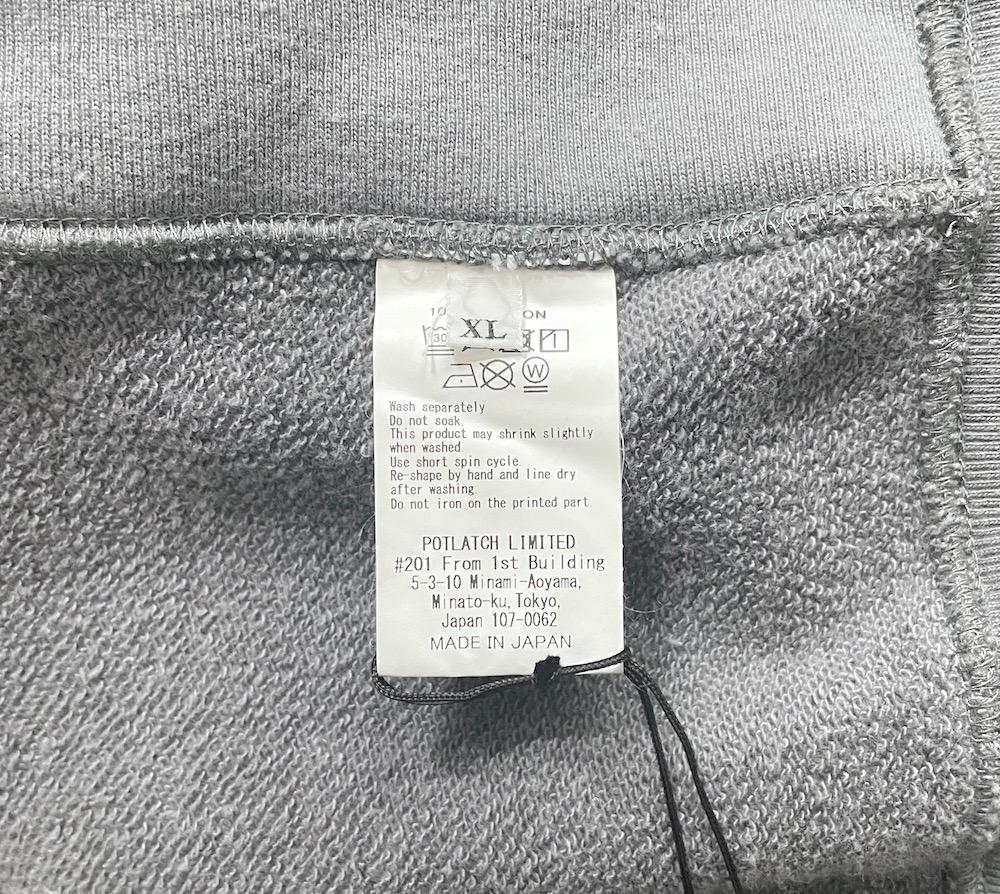 XL
30
W
Wash separately
Do not soak.
This product may shrink slightly
when washed.
Use short spin cycle.
Re-shape by hand and line dry
after washing.
Do not iron on the printed part.
POTLATCH LIMITED
#201 From 1st Building
5-3-10 Minami-Aoyama,
Minato-ku,Tokyo,
Japan 107-0062
MADE IN JAPAN